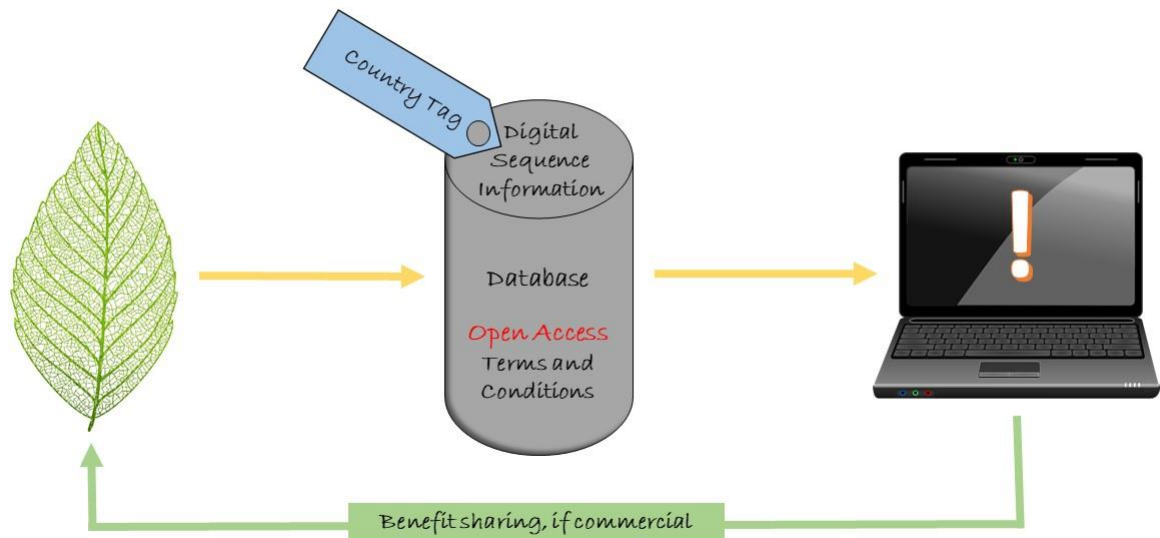 Country Tag
Digital
Sequence
Information
Database
Open Access
Terms and
Conditions
Benefit sharing, if commercial